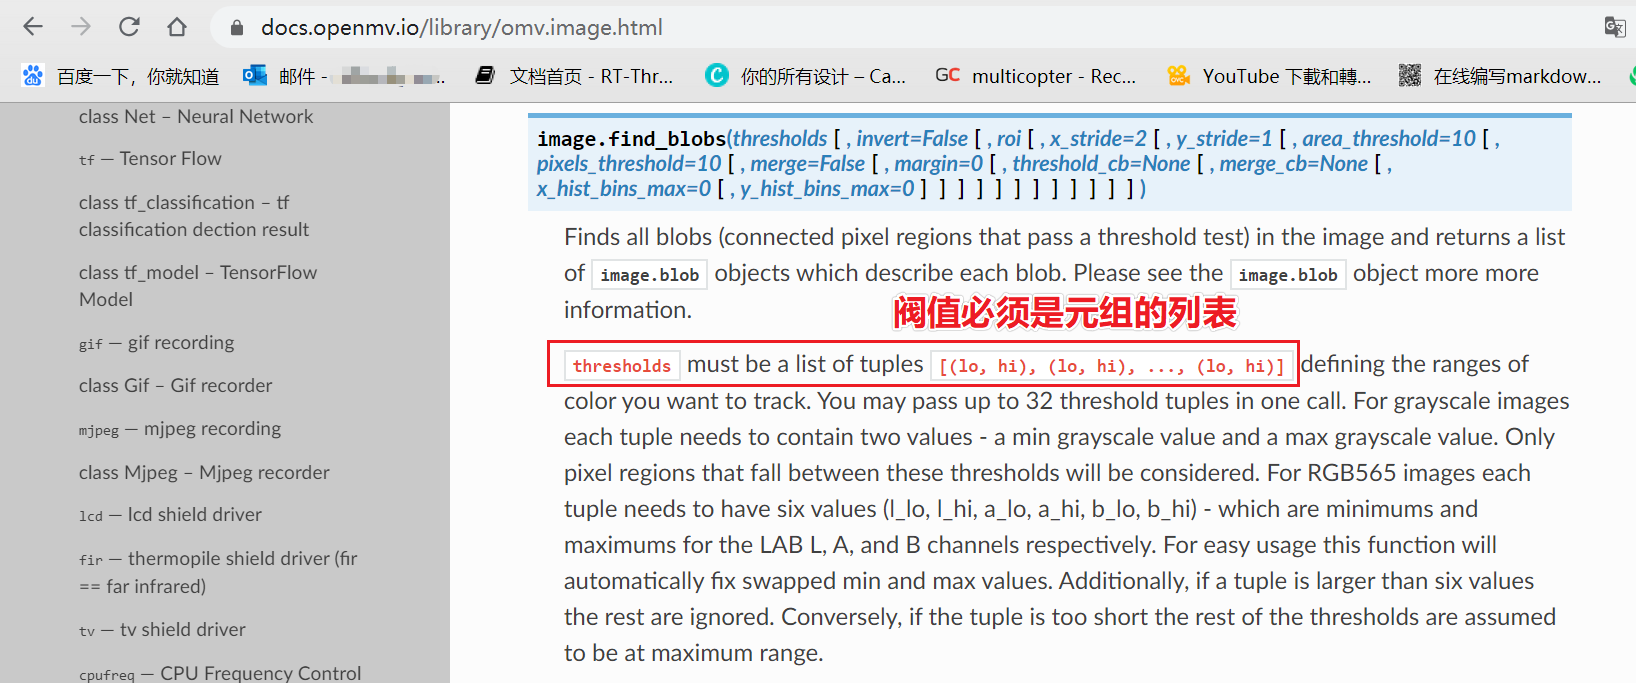 docs.openmv.io/library/omv.image.html
百度一下，你就知道 邮件 - .. 文档首页 - RT-Thr... 你的所有设计 – Ca... GC multicopter - Rec... YouTube 下載和轉... 在线编写markdow...
class Net – Neural Network
tf — Tensor Flow
class tf_classification – tf
classification dection result
class tf_model – TensorFlow
Model
gif — gif recording
class Gif – Gif recorder
mjpeg — mjpeg recording
class Mjpeg – Mjpeg recorder
lcd — lcd shield driver
fir — thermopile shield driver (fir
== far infrared)
tv — tv shield driver
cpufreq — CPU Frequency Control
image.find_blobs(thresholds [ , invert=False [ , roi [ , x_stride=2 [ , y_stride=1 [ , area_threshold=10 [ ,
pixels_threshold=10 [ , merge=False [ , margin=0 [ , threshold_cb=None [ , merge_cb=None [ ,
x_hist_bins_max=0 [ , y_hist_bins_max=0 ] ] ] ] ] ] ] ] ] ] ] ] )
Finds all blobs (connected pixel regions that pass a threshold test) in the image and returns a list
of image.blob objects which describe each blob. Please see the image.blob object more more
information.
阀值必须是元组的列表
thresholds must be a list of tuples [(lo, hi), (lo, hi), ..., (lo, hi)] defining the ranges of
color you want to track. You may pass up to 32 threshold tuples in one call. For grayscale images
each tuple needs to contain two values - a min grayscale value and a max grayscale value. Only
pixel regions that fall between these thresholds will be considered. For RGB565 images each
tuple needs to have six values (l_lo, l_hi, a_lo, a_hi, b_lo, b_hi) - which are minimums and
maximums for the LAB L, A, and B channels respectively. For easy usage this function will
automatically fix swapped min and max values. Additionally, if a tuple is larger than six values
the rest are ignored. Conversely, if the tuple is too short the rest of the thresholds are assumed
to be at maximum range.